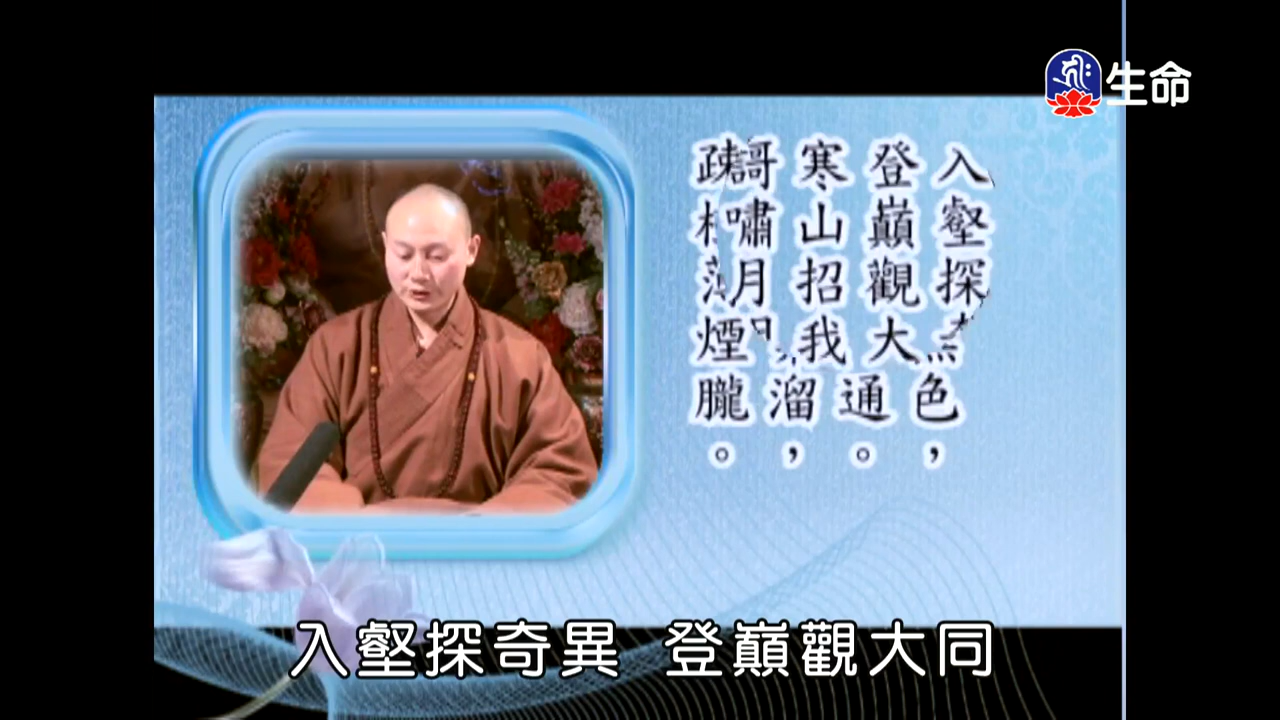 生命
入壑探色，
登巔觀大通。
寒山招我溜，
嘯月煙朧。
入壑探奇異 登巔觀大同